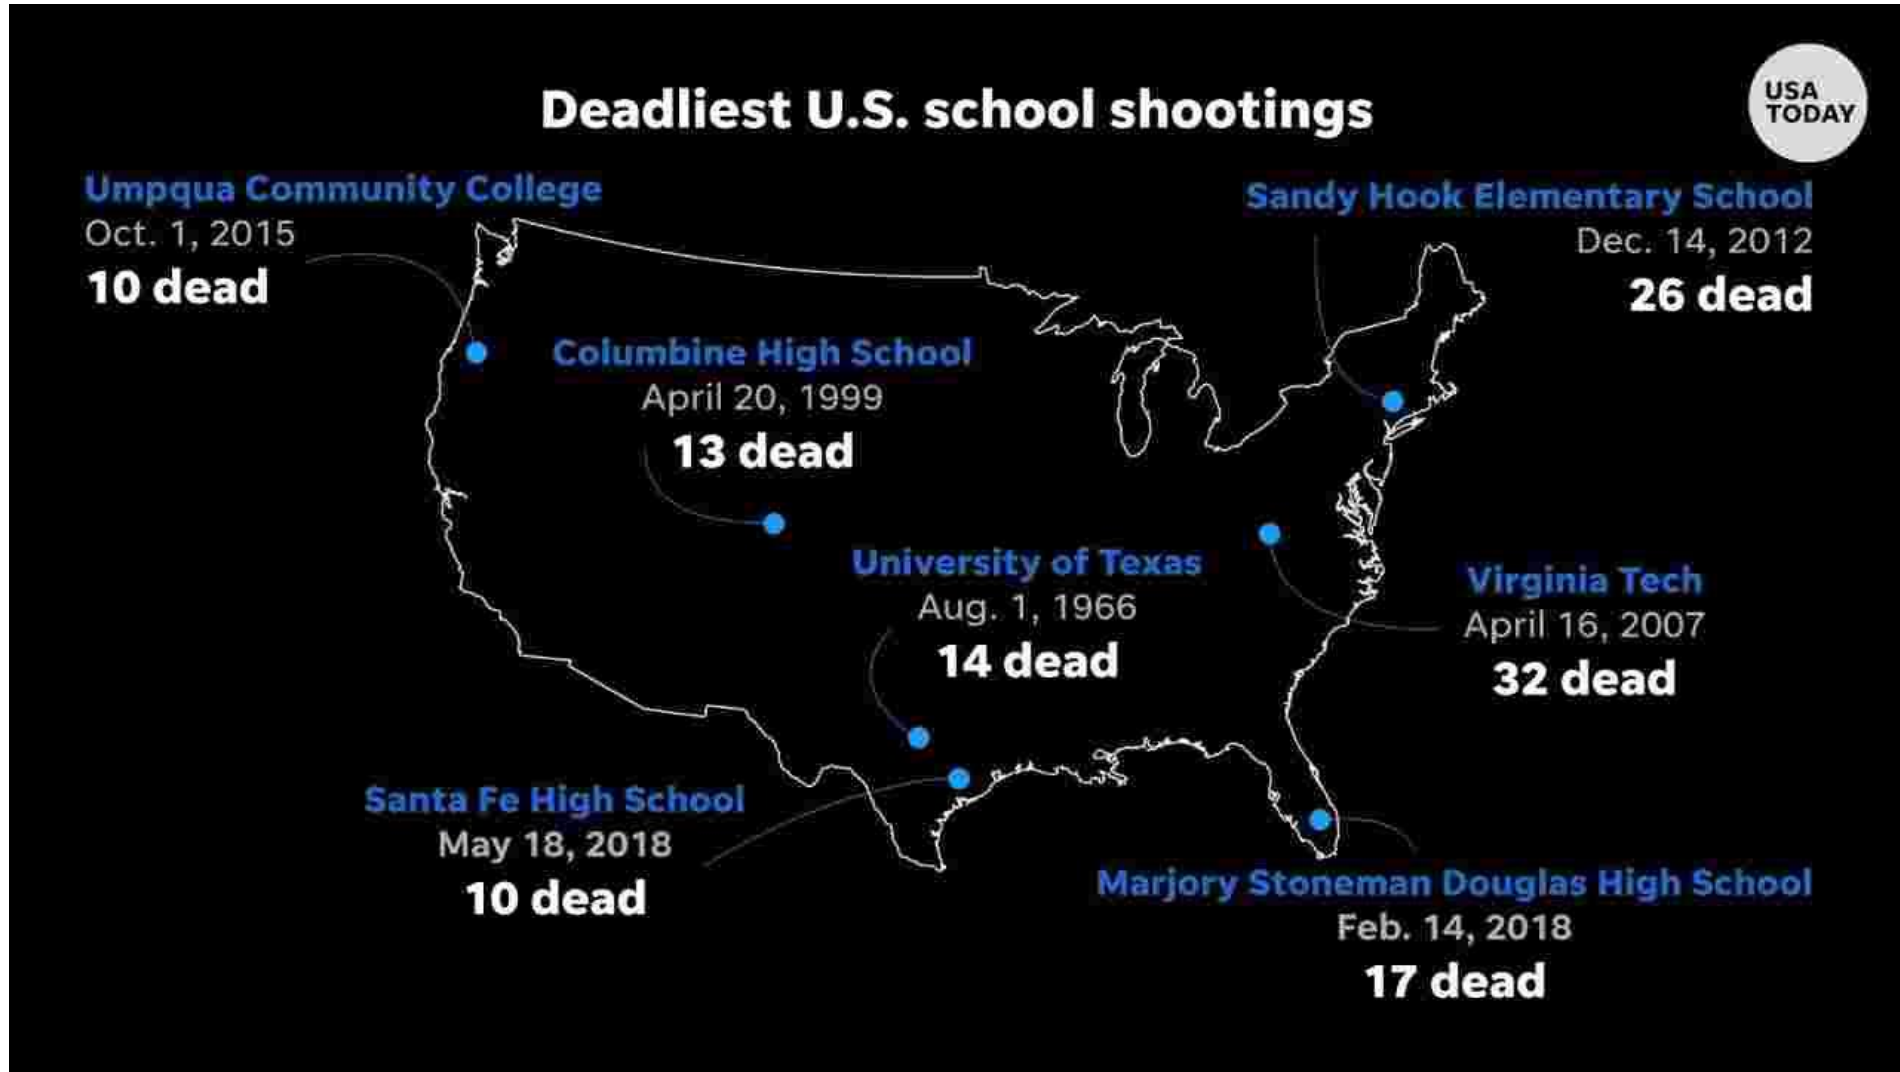 Deadliest U.S. school shootings
USA
TODAY
Umpqua Community College
Oct. 1, 2015
10 dead
Sandy Hook Elementary School
Dec. 14, 2012
26 dead
Columbine High School
April 20, 1999
13 dead
University of Texas
Aug. 1, 1966
14 dead
Virginia Tech
April 16, 2007
32 dead
Santa Fe High School
May 18, 2018
10 dead
Marjory Stoneman Douglas High School
Feb. 14, 2018
17 dead